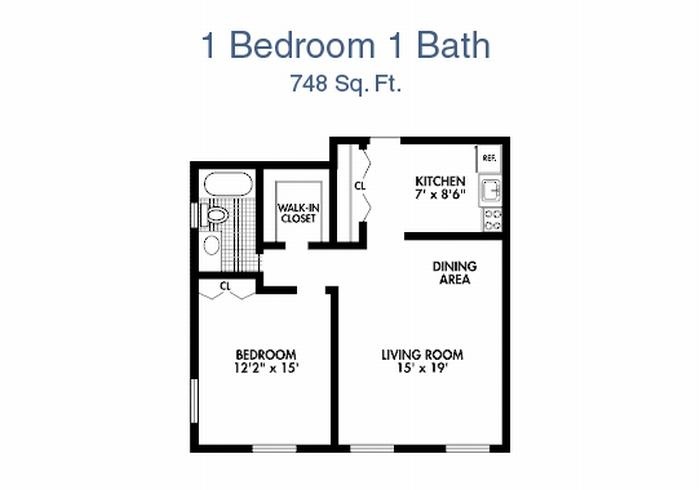 1 Bedroom 1 Bath
748 Sq. Ft.
REF.
KITCHEN
7' x 8'6"
CL
WALK-IN
CLOSET
DINING
AREA
CL
BEDROOM
12'2" x 15'
LIVING ROOM
15' x 19'